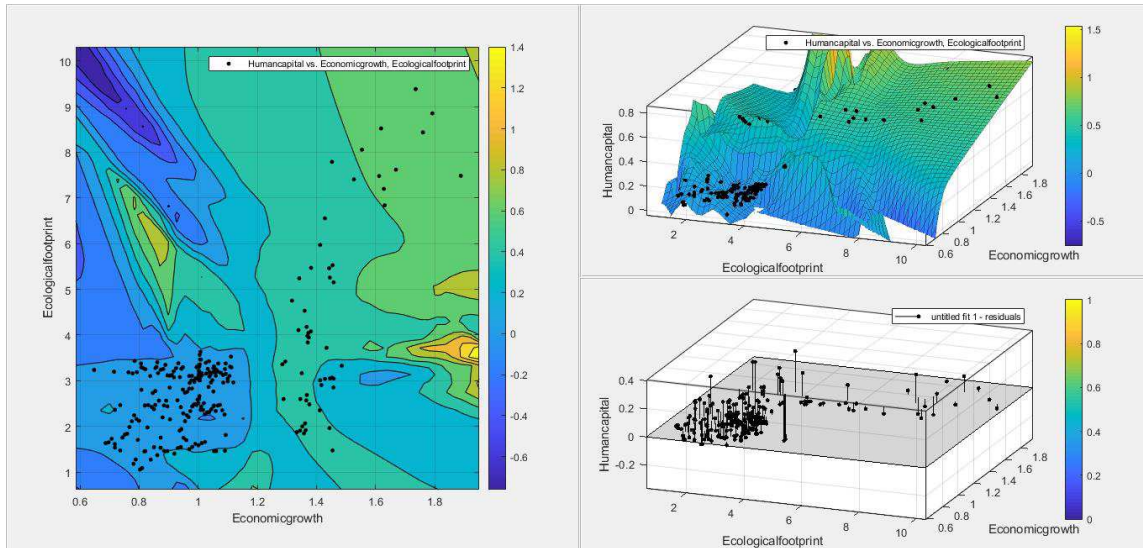 Humancapital vs. Economicgrowth, Ecologicalfootprint
10
9
8
7
6
5
4
3
2
1
Ecologicalfootprint
0.6 0.8 1 1.2 1.4 1.6 1.8
Economicgrowth
1.4
1.2
1
0.8
0.6
0.4
0.2
0
-0.2
-0.4
-0.6
Humancapital vs. Economicgrowth, Ecologicalfootprint
0.8
0.6
0.4
0.2
0
Humancapital
2 4 6 8 10
Ecologicalfootprint
0.6 0.8 1 1.2 1.4 1.6 1.8
Economicgrowth
1.5
1
0.5
0
-0.5
untitled fit 1 - residuals
0.4
0.2
0
-0.2
Humancapital
2 4 6 8 10
Ecologicalfootprint
0.6 0.8 1 1.2 1.4 1.6 1.8
Economicgrowth
1
0.8
0.6
0.4
0.2
0